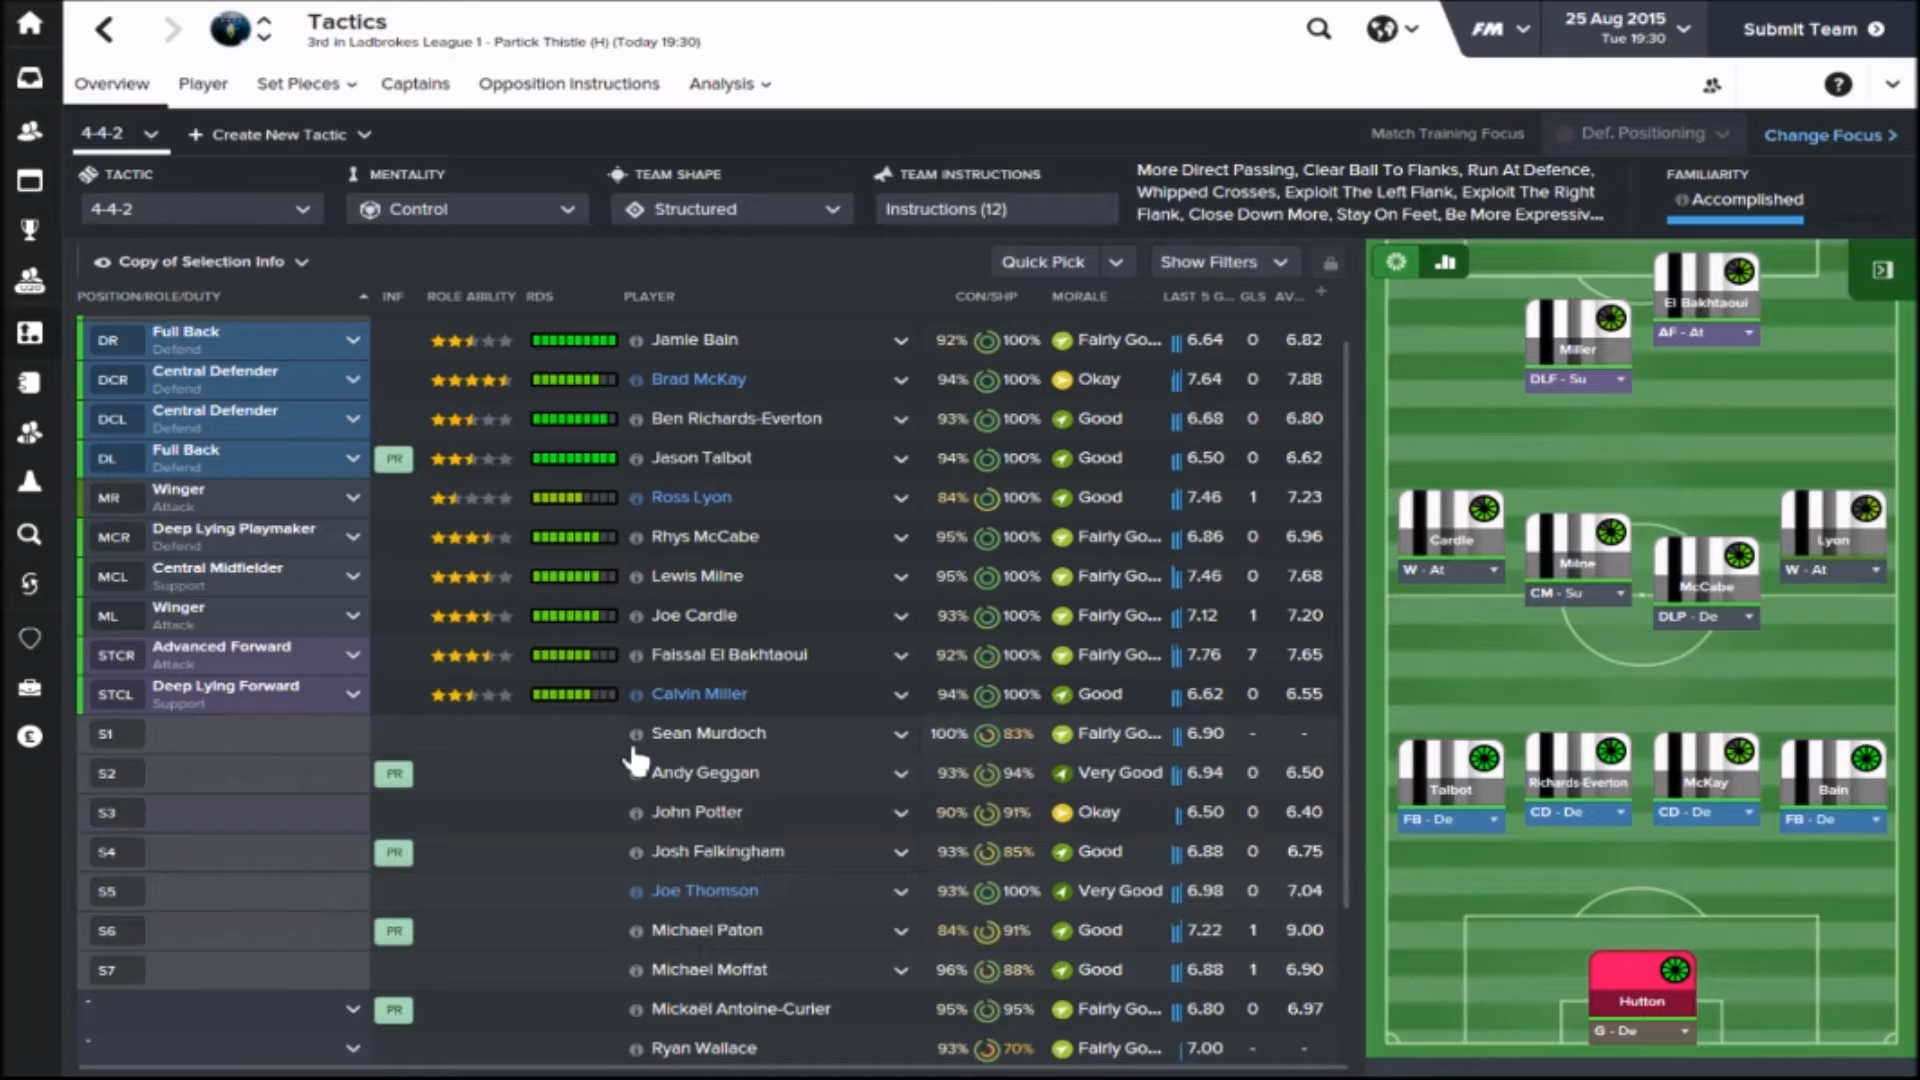 Tactics
3rd in Ladbrokes League 1 - Partick Thistle (H) (Today 19:30)
FM
25 Aug 2015
Tue 19:30
Submit Team
Overview Player Set Pieces Captains Opposition Instructions Analysis
?
4-4-2 + Create New Tactic
Match Training Focus Def. Positioning Change Focus >
TACTIC MENTALITY TEAM SHAPE TEAM INSTRUCTIONS
4-4-2 Control Structured Instructions (12)
More Direct Passing, Clear Ball To Flanks, Run At Defence,
Whipped Crosses, Exploit The Left Flank, Exploit The Right
Flank, Close Down More, Stay On Feet, Be More Expressiv...
FAMILIARITY
Accomplished
Copy of Selection Info Quick Pick Show Filters
POSITION/ROLE/DUTY INF ROLE ABILITY RDS PLAYER CON/SHP MORALE LAST 5 G... GLS AV... +
DR Full Back Defend Jamie Bain 92% 100% Fairly Go... 6.64 0 6.82
DCR Central Defender Defend Brad McKay 94% 100% Okay 7.64 0 7.88
DCL Central Defender Defend Ben Richards-Everton 93% 100% Good 6.68 0 6.80
DL Full Back Defend PR Jason Talbot 94% 100% Good 6.50 0 6.62
MR Winger Attack Ross Lyon 84% 100% Good 7.46 1 7.23
MCR Deep Lying Playmaker Defend Rhys McCabe 95% 100% Fairly Go... 6.86 0 6.96
MCL Central Midfielder Support Lewis Milne 95% 100% Fairly Go... 7.46 0 7.68
ML Winger Attack Joe Cardle 93% 100% Fairly Go... 7.12 1 7.20
STCR Advanced Forward Attack Faissal El Bakhtaoui 92% 100% Fairly Go... 7.76 7 7.65
STCL Deep Lying Forward Support Calvin Miller 94% 100% Good 6.62 0 6.55
S1 Sean Murdoch 100% 83% Fairly Go... 6.90 - -
S2 PR Andy Geggan 93% 94% Very Good 6.94 0 6.50
S3 John Potter 90% 91% Okay 6.50 0 6.40
S4 PR Josh Falkingham 93% 85% Good 6.88 0 6.75
S5 Joe Thomson 93% 100% Very Good 6.98 0 7.04
S6 PR Michael Paton 84% 91% Good 7.22 1 9.00
S7 Michael Moffat 96% 88% Good 6.88 1 6.90
- PR Mickaël Antoine-Curier 95% 95% Fairly Go... 6.80 0 6.97
- Ryan Wallace 93% 70% Fairly Go... 7.00 - -
El Bakhtaoui
AF - At
Miller
DLF - Su
Cardle
W - At
Milne
CM - Su
McCabe
DLP - De
Lyon
W - At
Talbot
FB - De
Richards-Everton
CD - De
McKay
CD - De
Bain
FB - De
Hutton
G - De
U20
£